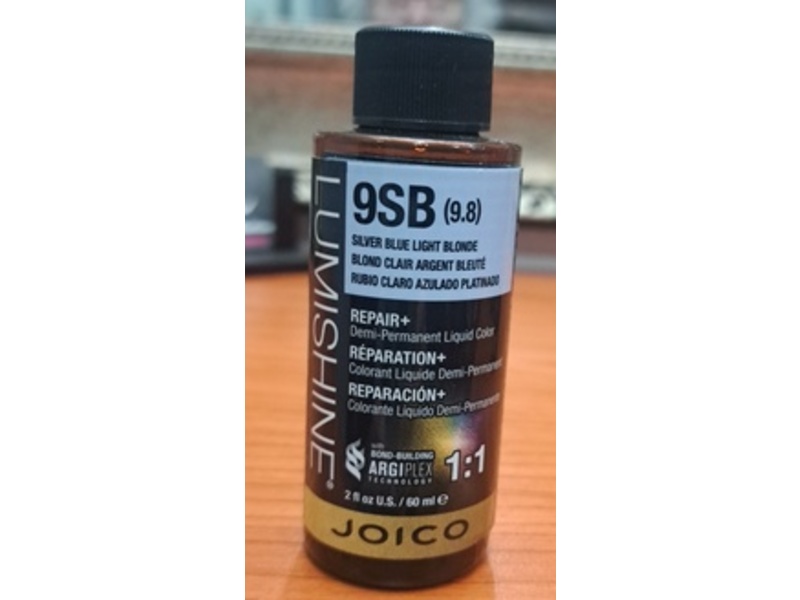 LUMISHINE®
9SB (9.8)
SILVER BLUE LIGHT BLONDE
BLOND CLAIR ARGENT BLEUTÉ
RUBIO CLARO AZULADO PLATINADO
REPAIR+
Demi-Permanent Liquid Color
RÉPARATION+
Colorant Liquide Demi-Permanent
REPARACIÓN+
Colorante Líquido Demi-Permanente
with
BOND-BUILDING
ARGIPLEX
TECHNOLOGY
1:1
2 fl oz U.S. / 60 ml ℮
JOICO